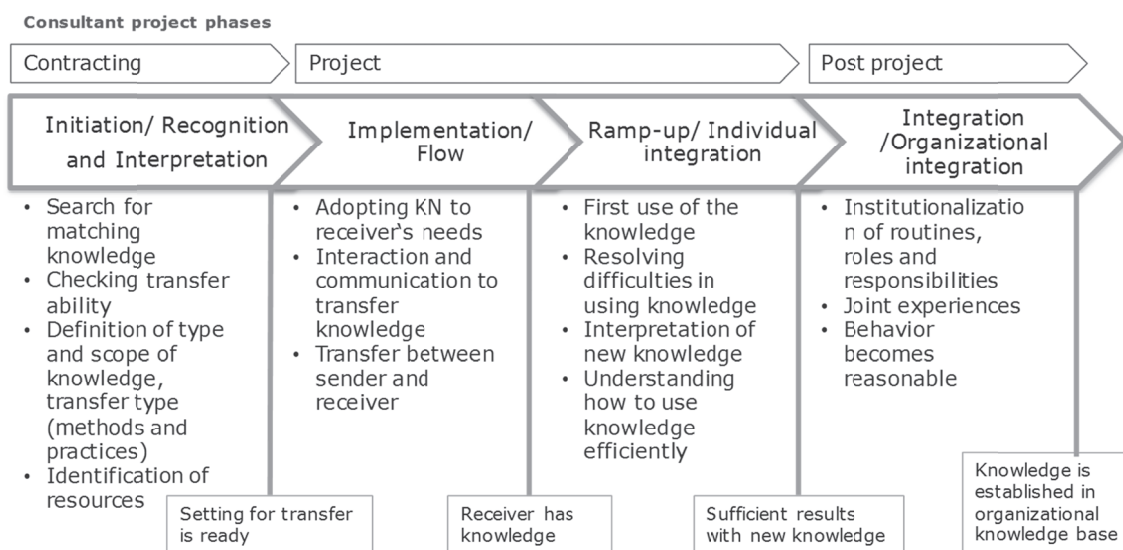 Consultant project phases
Contracting
Project
Post project
Initiation/ Recognition
and Interpretation
Implementation/
Flow
Ramp-up/ Individual
integration
Integration
/Organizational
integration
• Search for
matching
knowledge
• Checking transfer
ability
• Definition of type
and scope of
knowledge,
transfer type
(methods and
practices)
• Identification of
resources
• Adopting KN to
receiver‘s needs
• Interaction and
communication to
transfer
knowledge
• Transfer between
sender and
receiver
• First use of the
knowledge
• Resolving
difficulties in
using knowledge
• Interpretation of
new knowledge
• Understanding
how to use
knowledge
efficiently
• Institutionalizatio
n of routines,
roles and
responsibilities
• Joint experiences
• Behavior
becomes
reasonable
Setting for transfer
is ready
Receiver has
knowledge
Sufficient results
with new knowledge
Knowledge is
established in
organizational
knowledge base